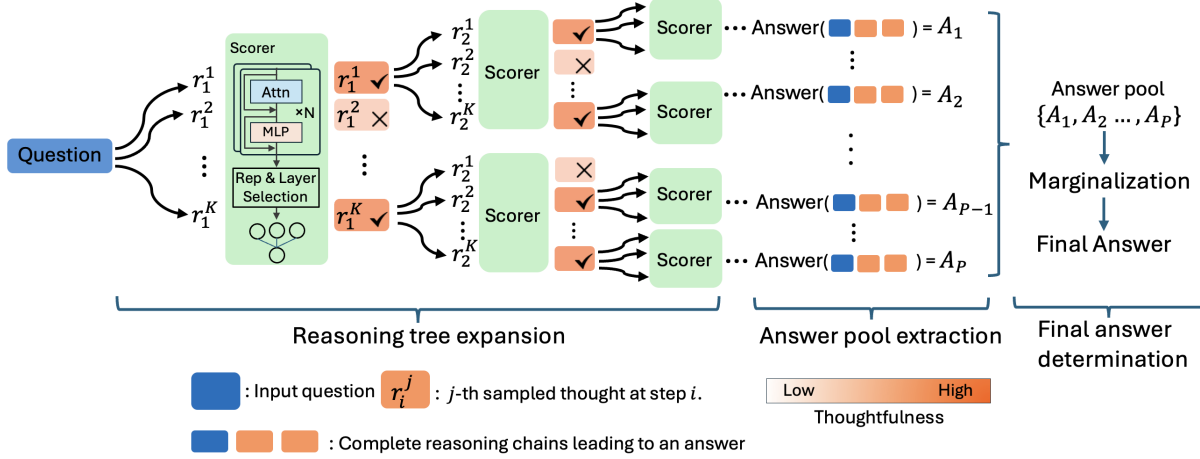 Question
r_1^1
r_1^2
⋮
r_1^K
Scorer
Attn
×N
MLP
Rep & Layer
Selection
r_1^1 ✓
r_1^2 ✕
⋮
r_1^K ✓
r_2^1
r_2^2
⋮
r_2^K
Scorer
r_2^1
r_2^2
⋮
r_2^K
Scorer
Scorer
Scorer
Scorer
Scorer
··· Answer( ) = A_1
⋮
··· Answer( ) = A_2
⋮
··· Answer( ) = A_{P−1}
⋮
··· Answer( ) = A_P
Answer pool
{A_1, A_2 …, A_P}
Marginalization
Final Answer
Reasoning tree expansion
Answer pool extraction
Final answer
determination
: Input question
r_i^j : j-th sampled thought at step i.
: Complete reasoning chains leading to an answer
Low High
Thoughtfulness